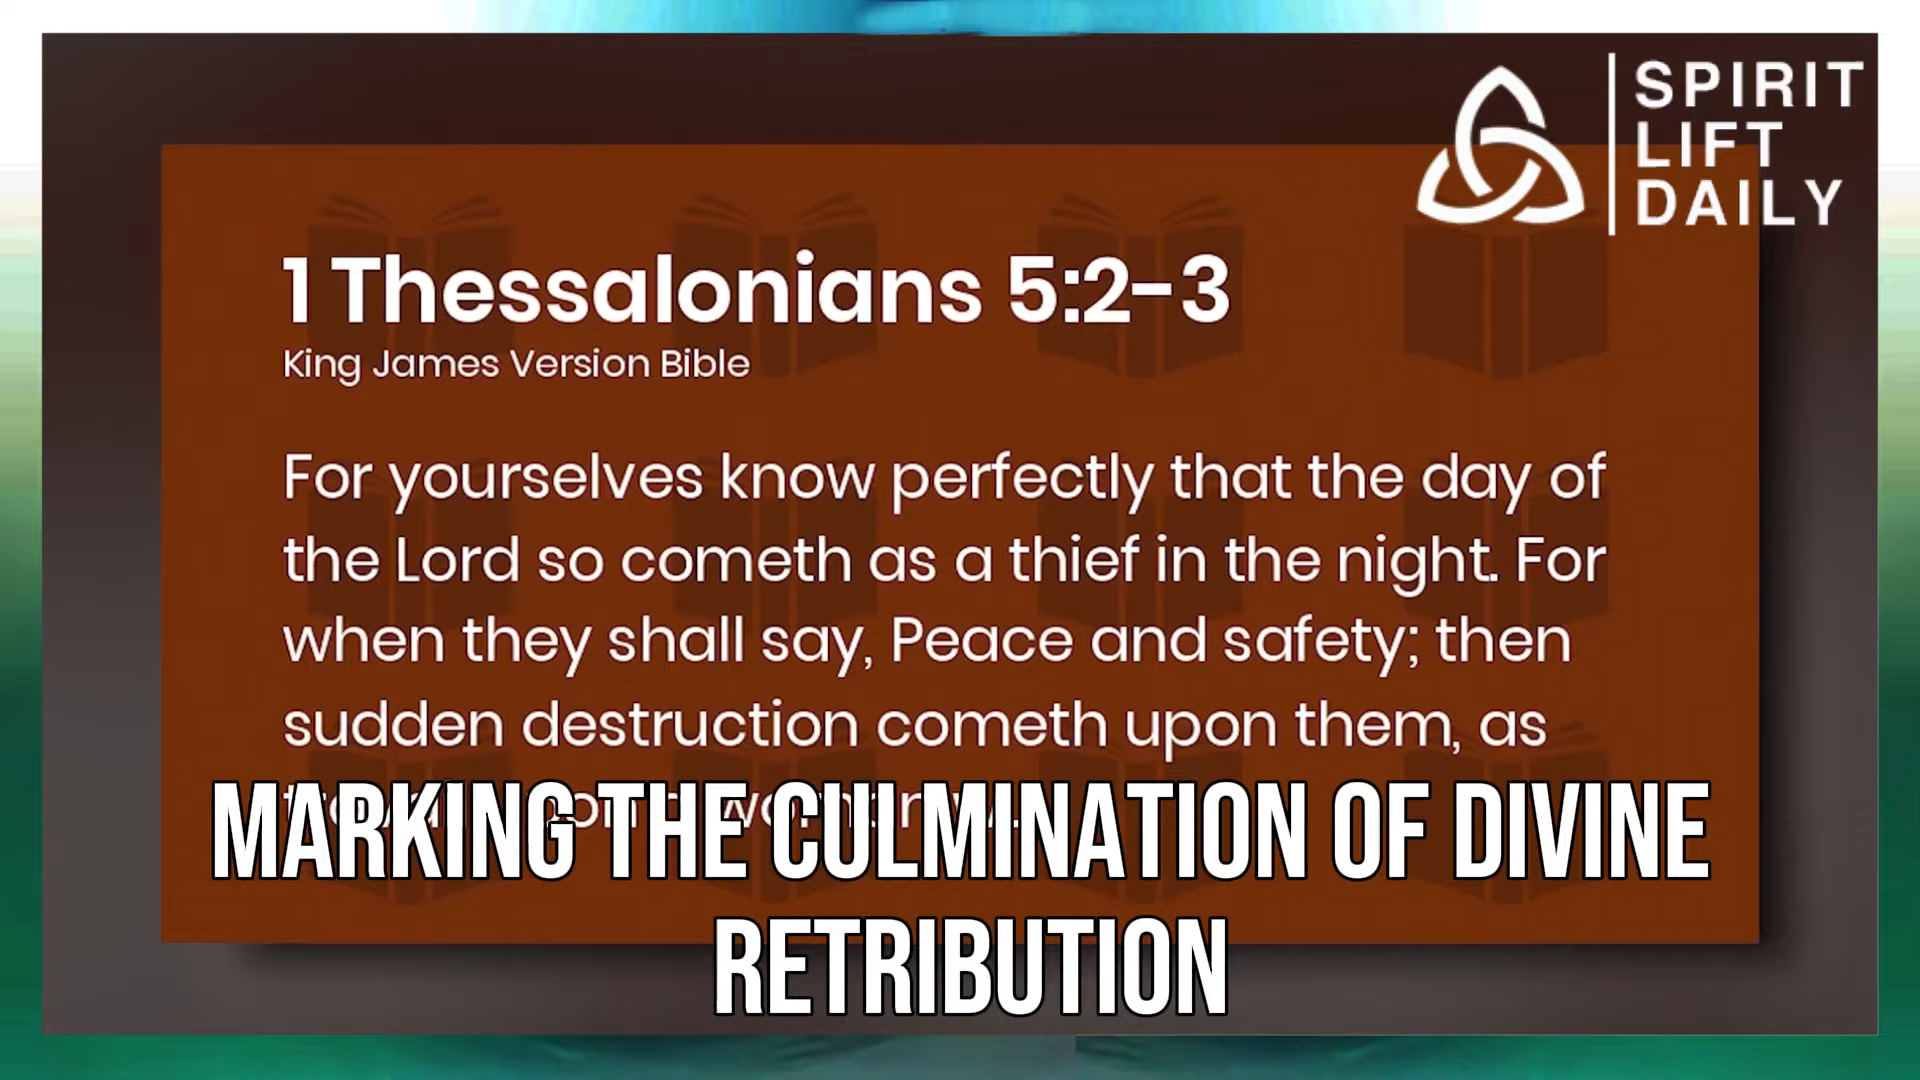 SPIRIT
LIFT
DAILY
1 Thessalonians 5:2-3
King James Version Bible
For yourselves know perfectly that the day of
the Lord so cometh as a thief in the night. For
when they shall say, Peace and safety; then
sudden destruction cometh upon them, as
MARKING THE CULMINATION OF DIVINE
RETRIBUTION